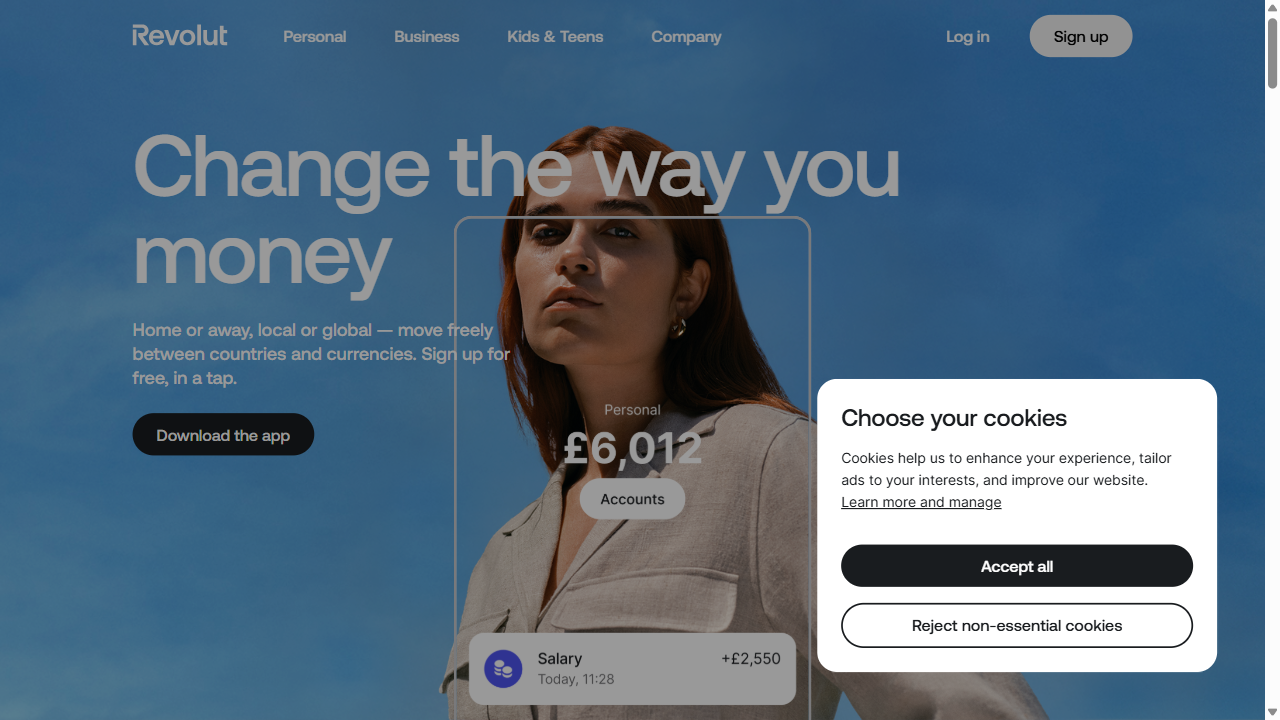 Revolut
Personal
Business
Kids & Teens
Company
Log in
Sign up
Change the way you
money
Home or away, local or global — move freely
between countries and currencies. Sign up for
free, in a tap.
Download the app
Personal
£6,012
Accounts
Salary
+£2,550
Today, 11:28
Choose your cookies
Cookies help us to enhance your experience, tailor
ads to your interests, and improve our website.
Learn more and manage
Accept all
Reject non-essential cookies